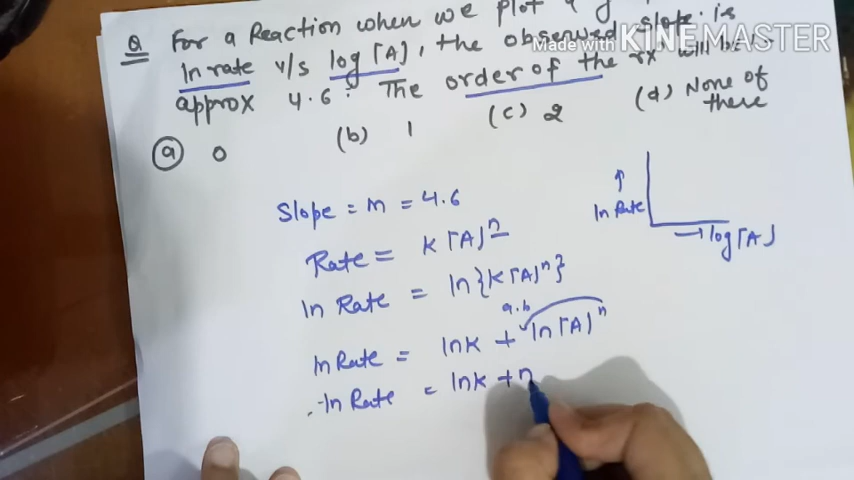 Q For a Reaction when we plot a
ln rate v/s log [A], the observed slope is
approx 4.6. The order of the rx will be
(a) 0 (b) 1 (c) 2 (d) None of these
Made with KINEMASTER
Slope = m = 4.6
Rate = K [A]^n
ln Rate = ln{K[A]^n}
a.b
ln Rate = lnK + ln[A]^n
ln Rate = lnK + n
↑
ln Rate
→ log[A]